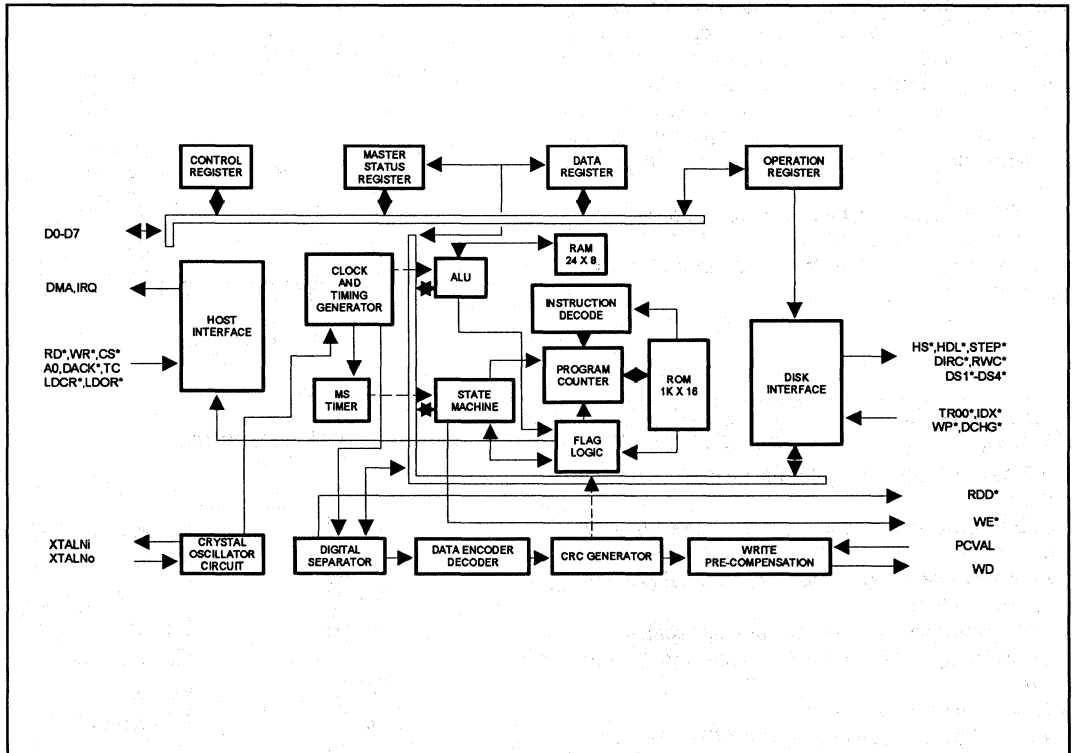 CONTROL
REGISTER
MASTER
STATUS
REGISTER
DATA
REGISTER
OPERATION
REGISTER
D0-D7
RAM
24 X 8
CLOCK
AND
TIMING
GENERATOR
ALU
DMA,IRQ
HOST
INTERFACE
INSTRUCTION
DECODE
RD*,WR*,CS*
A0,DACK*,TC
LDCR*,LDOR*
PROGRAM
COUNTER
ROM
1K X 16
DISK
INTERFACE
HS*,HDL*,STEP*
DIRC*,RWC*
DS1*-DS4*
MS
TIMER
STATE
MACHINE
FLAG
LOGIC
TR00*,IDX*
WP*,DCHG*
RDD*
WE*
XTALNi
XTALNo
CRYSTAL
OSCILLATOR
CIRCUIT
DIGITAL
SEPARATOR
DATA ENCODER
DECODER
CRC GENERATOR
WRITE
PRE-COMPENSATION
PCVAL
WD